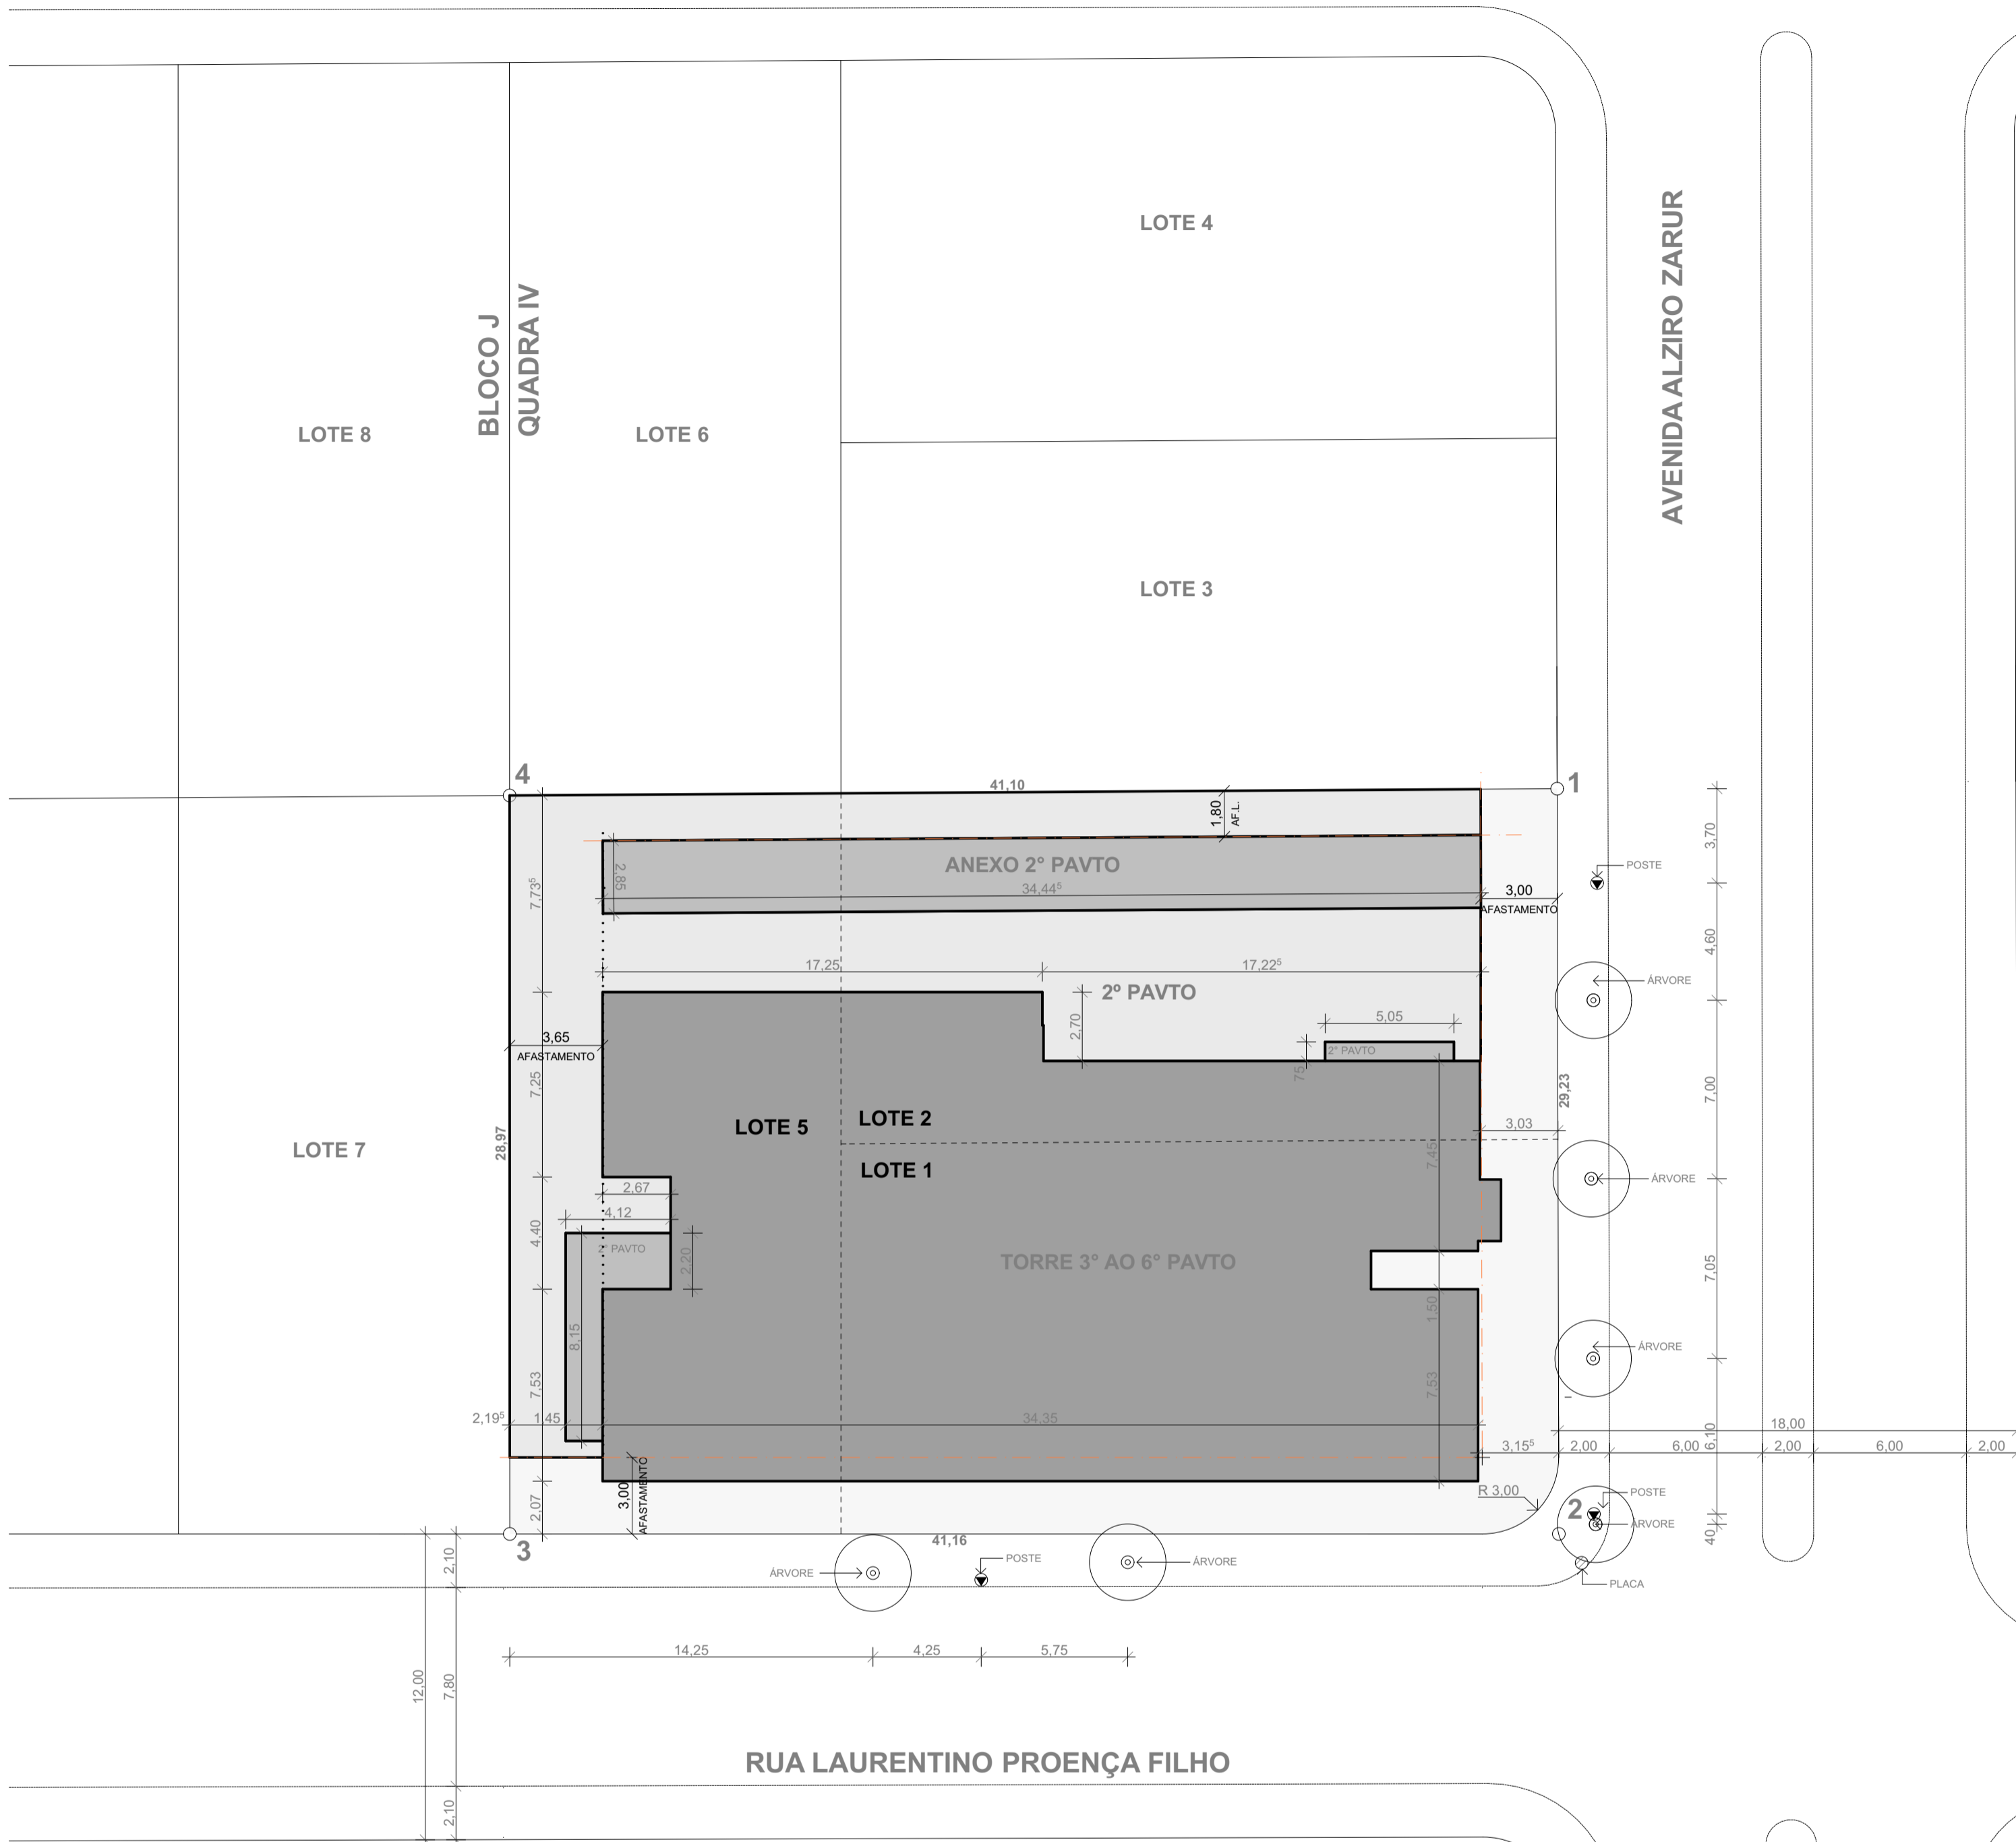 LOTE 4
AVENIDA ALZIRO ZARUR
BLOCO J
QUADRA IV
LOTE 8
LOTE 6
LOTE 3
4
41,10
1
1,80
AF.L.
3,70
POSTE
ANEXO 2° PAVTO
2,85
34,44⁵
3,00
AFASTAMENTO
7,73⁵
4,60
17,25
17,22⁵
ÁRVORE
2º PAVTO
2,70
5,05
2° PAVTO
75
3,65
AFASTAMENTO
7,25
29,23
7,00
LOTE 5
LOTE 2
3,03
28,97
LOTE 7
7,45
LOTE 1
ÁRVORE
2,67
4,12
4,40
2° PAVTO
2,20
TORRE 3° AO 6° PAVTO
7,05
1,50
8,15
ÁRVORE
7,53
7,53
2,19⁵
1,45
34,35
18,00
3,15⁵
2,00
6,00
6,10
2,00
6,00
2,00
3,00
AFASTAMENTO
2,07
R 3,00
2
POSTE
ÁRVORE
40
3
41,16
2,10
ÁRVORE
POSTE
ÁRVORE
PLACA
14,25
4,25
5,75
12,00
7,80
RUA LAURENTINO PROENÇA FILHO
2,10